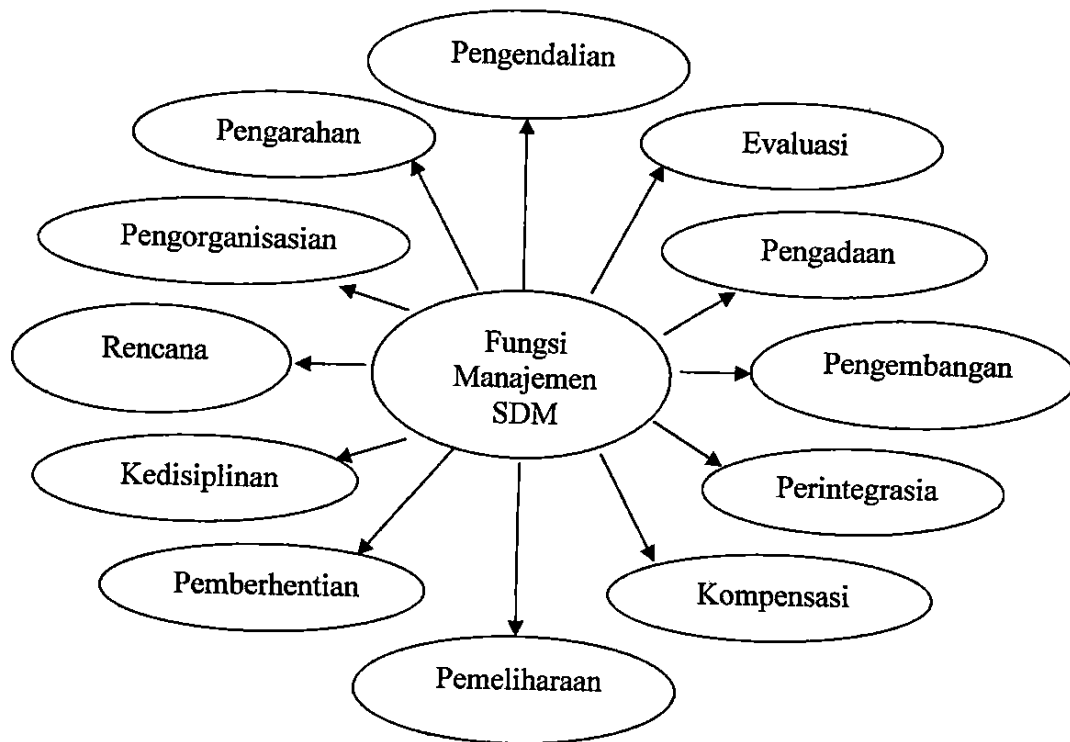 Pengendalian
Pengarahan
Evaluasi
Pengorganisasian
Pengadaan
Rencana
Fungsi
Manajemen
SDM
Pengembangan
Kedisiplinan
Perintegrasia
Pemberhentian
Kompensasi
Pemeliharaan